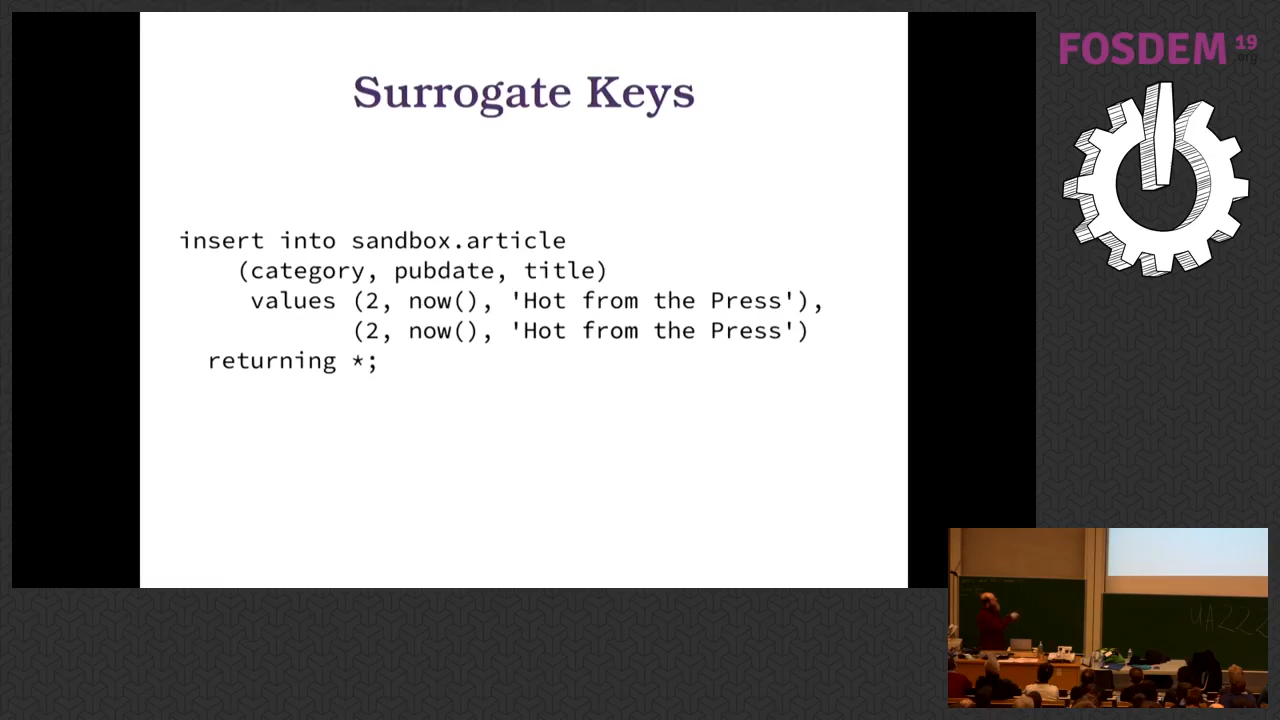 Surrogate Keys
insert into sandbox.article
(category, pubdate, title)
values (2, now(), 'Hot from the Press'),
(2, now(), 'Hot from the Press')
returning *;
FOSDEM 19
.org